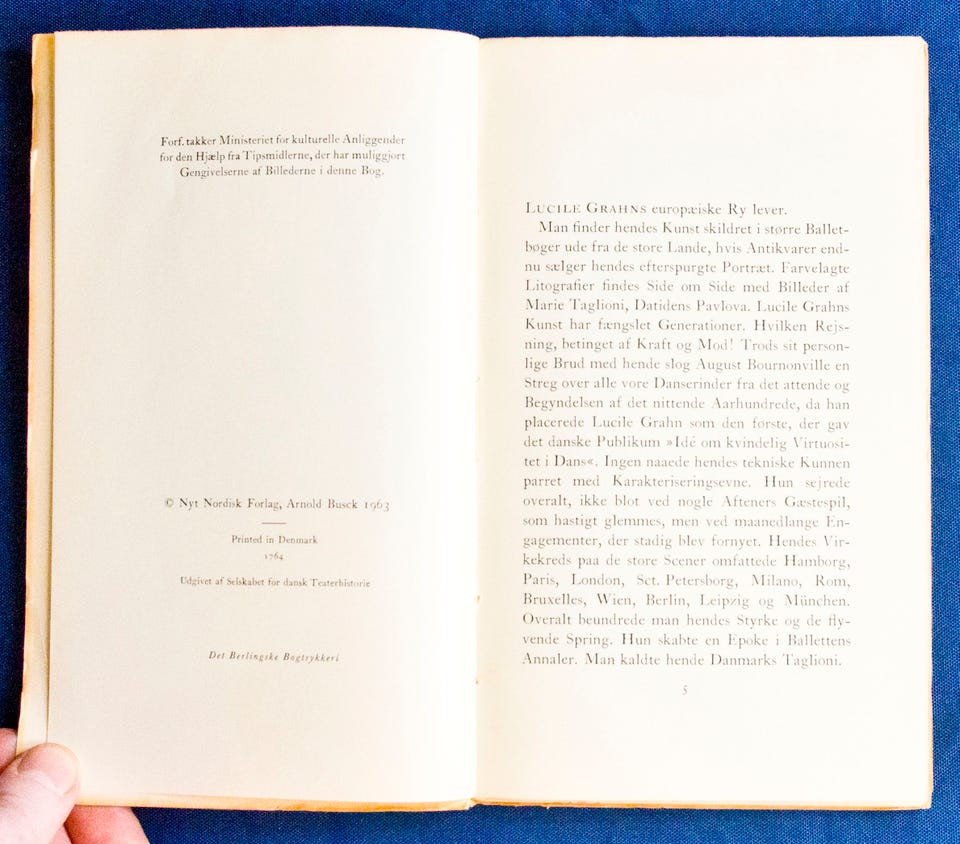 Forf. takker Ministeriet for kulturelle Anliggender
for den Hjælp fra Tipsmidlerne, der har muliggjort
Gengivelserne af Billederne i denne Bog.
© Nyt Nordisk Forlag, Arnold Busck 1963
Printed in Denmark
1764
Udgivet af Selskabet for dansk Teaterhistorie
Det Berlingske Bogtrykkeri
LUCILE GRAHNS europæiske Ry lever.
Man finder hendes Kunst skildret i større Ballet-
bøger ude fra de store Lande, hvis Antikvarer end-
nu sælger hendes efterspurgte Portræt. Farvelagte
Litografier findes Side om Side med Billeder af
Marie Taglioni, Datidens Pavlova. Lucile Grahns
Kunst har fængslet Generationer. Hvilken Rejs-
ning, betinget af Kraft og Mod! Trods sit person-
lige Brud med hende slog August Bournonville en
Streg over alle vore Danserinder fra det attende og
Begyndelsen af det nittende Aarhundrede, da han
placerede Lucile Grahn som den første, der gav
det danske Publikum »Idé om kvindelig Virtuosi-
tet i Dans«. Ingen naaede hendes tekniske Kunnen
parret med Karakteriseringsevne. Hun sejrede
overalt, ikke blot ved nogle Afteners Gæstespil,
som hastigt glemmes, men ved maanedlange En-
gagementer, der stadig blev fornyet. Hendes Vir-
kekreds paa de store Scener omfattede Hamborg,
Paris, London, Sct. Petersborg, Milano, Rom,
Bruxelles, Wien, Berlin, Leipzig og München.
Overalt beundrede man hendes Styrke og de fly-
vende Spring. Hun skabte en Epoke i Ballettens
Annaler. Man kaldte hende Danmarks Taglioni.
5